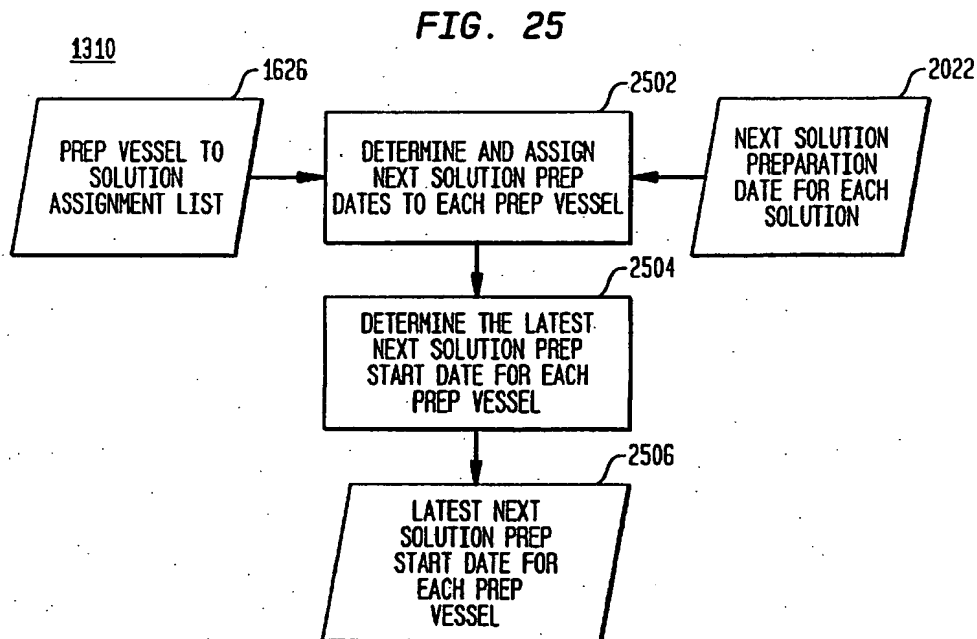 FIG. 25
1310
1626
PREP VESSEL TO
SOLUTION
ASSIGNMENT LIST
2502
DETERMINE AND ASSIGN
NEXT SOLUTION PREP
DATES TO EACH PREP VESSEL
2022
NEXT SOLUTION
PREPARATION
DATE FOR EACH
SOLUTION
2504
DETERMINE THE LATEST
NEXT SOLUTION PREP
START DATE FOR EACH
PREP VESSEL
2506
LATEST NEXT
SOLUTION PREP
START DATE FOR
EACH PREP
VESSEL